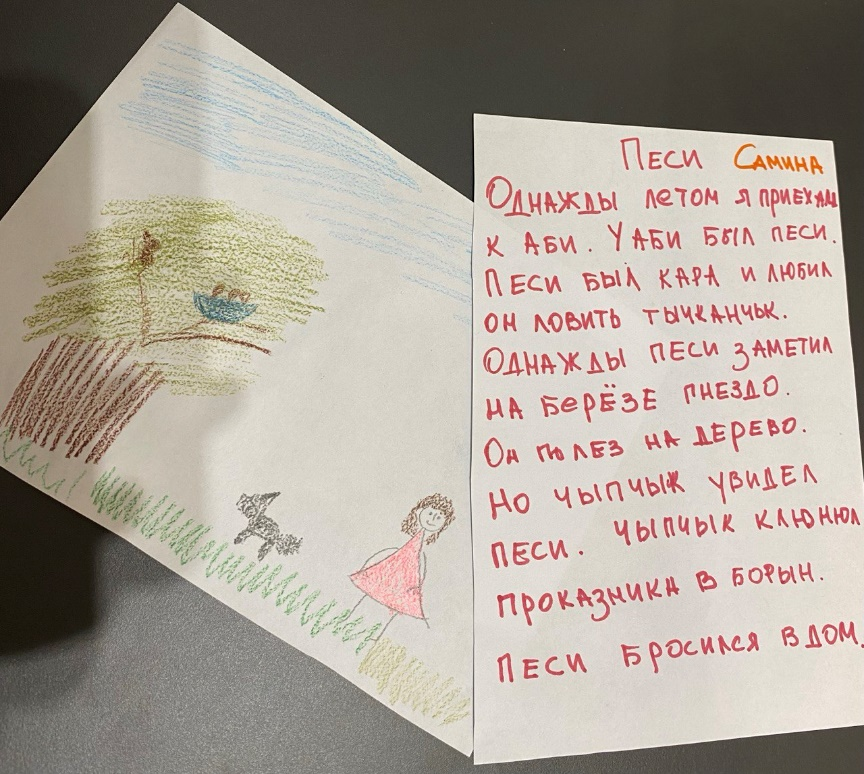 Песи Самина
Однажды летом я приехал
к аби. У аби был песи.
Песи был кара и любил
он ловить тычканчык.
Однажды песи заметил
на берёзе гнездо.
Он полез на дерево.
Но чыпчык увидел
песи. Чыпчык клюнул
проказника в борын.
Песи бросился в дом.